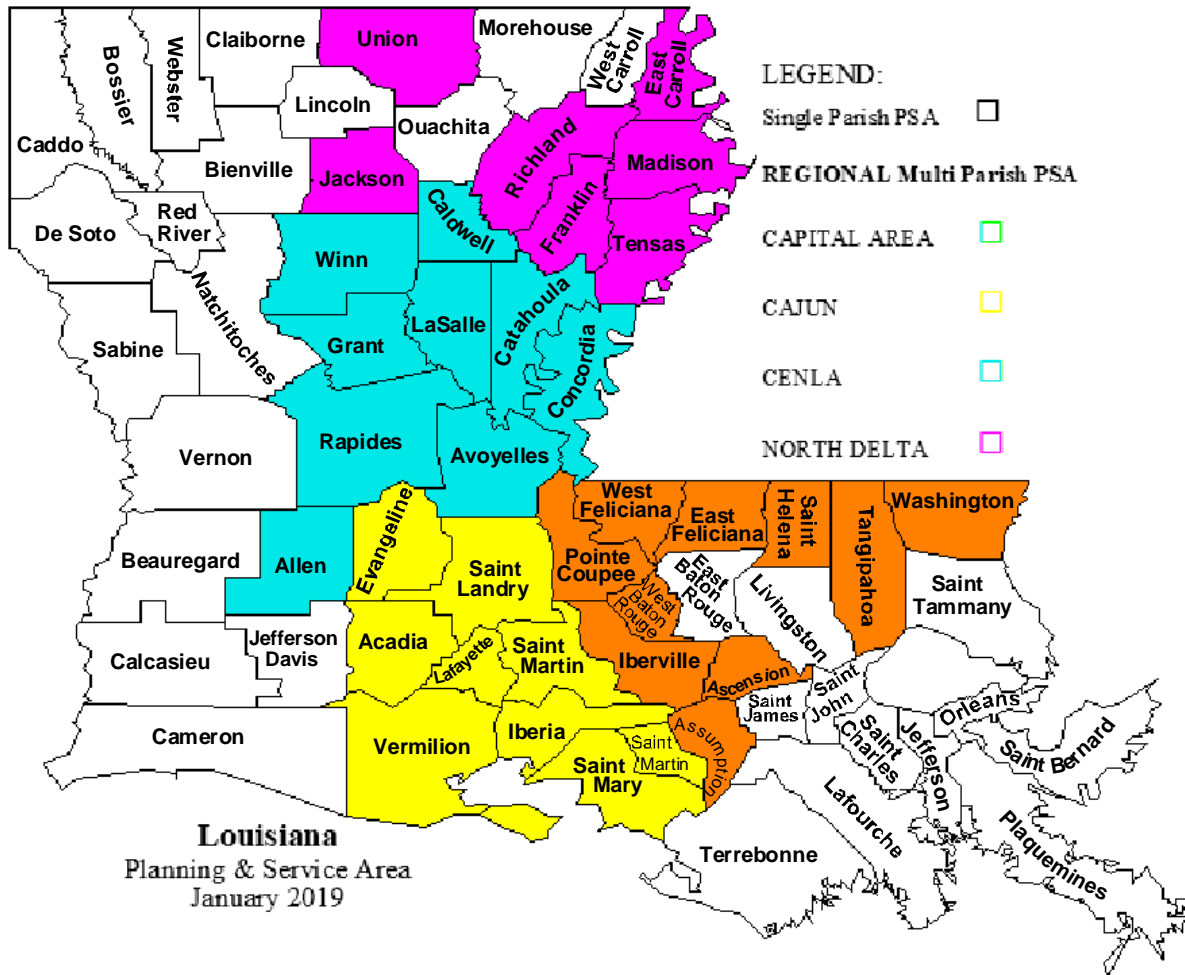 Claiborne
Union
Morehouse
West
Carroll
East
Carroll
Bossier
Webster
Lincoln
Ouachita
Caddo
Bienville
Jackson
Richland
Madison
Franklin
Tensas
De Soto
Red
River
Caldwell
Winn
Natchitoches
Sabine
Grant
LaSalle
Catahoula
Concordia
Vernon
Rapides
Avoyelles
LEGEND:
Single Parish PSA
REGIONAL Multi Parish PSA
CAPITAL AREA
CAJUN
CENLA
NORTH DELTA
Beauregard
Allen
Evangeline
Saint
Landry
West
Feliciana
East
Feliciana
Saint
Helena
Tangipahoa
Washington
Pointe
Coupee
West
Baton
Rouge
East
Baton
Rouge
Livingston
Saint
Tammany
Calcasieu
Jefferson
Davis
Acadia
Lafayette
Saint
Martin
Iberville
Ascension
Saint
James
Saint
John
Cameron
Vermilion
Iberia
Saint
Martin
Saint
Mary
Assumption
Saint
Charles
Jefferson
Orleans
Saint Bernard
Terrebonne
Lafourche
Plaquemines
Louisiana
Planning & Service Area
January 2019